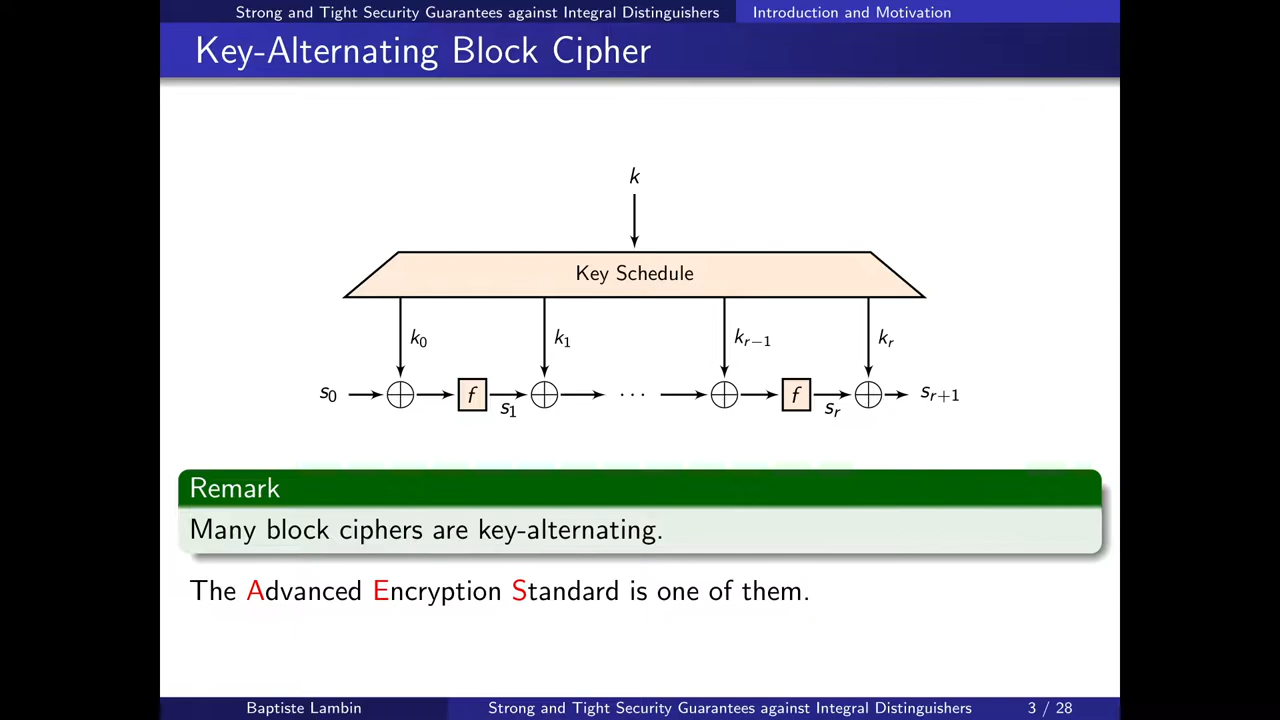 Strong and Tight Security Guarantees against Integral Distinguishers Introduction and Motivation
Key-Alternating Block Cipher
k
Key Schedule
k₀ k₁ kᵣ₋₁ kᵣ
s₀ f s₁ ··· f sᵣ sᵣ₊₁
Remark
Many block ciphers are key-alternating.
The Advanced Encryption Standard is one of them.
Baptiste Lambin Strong and Tight Security Guarantees against Integral Distinguishers 3 / 28